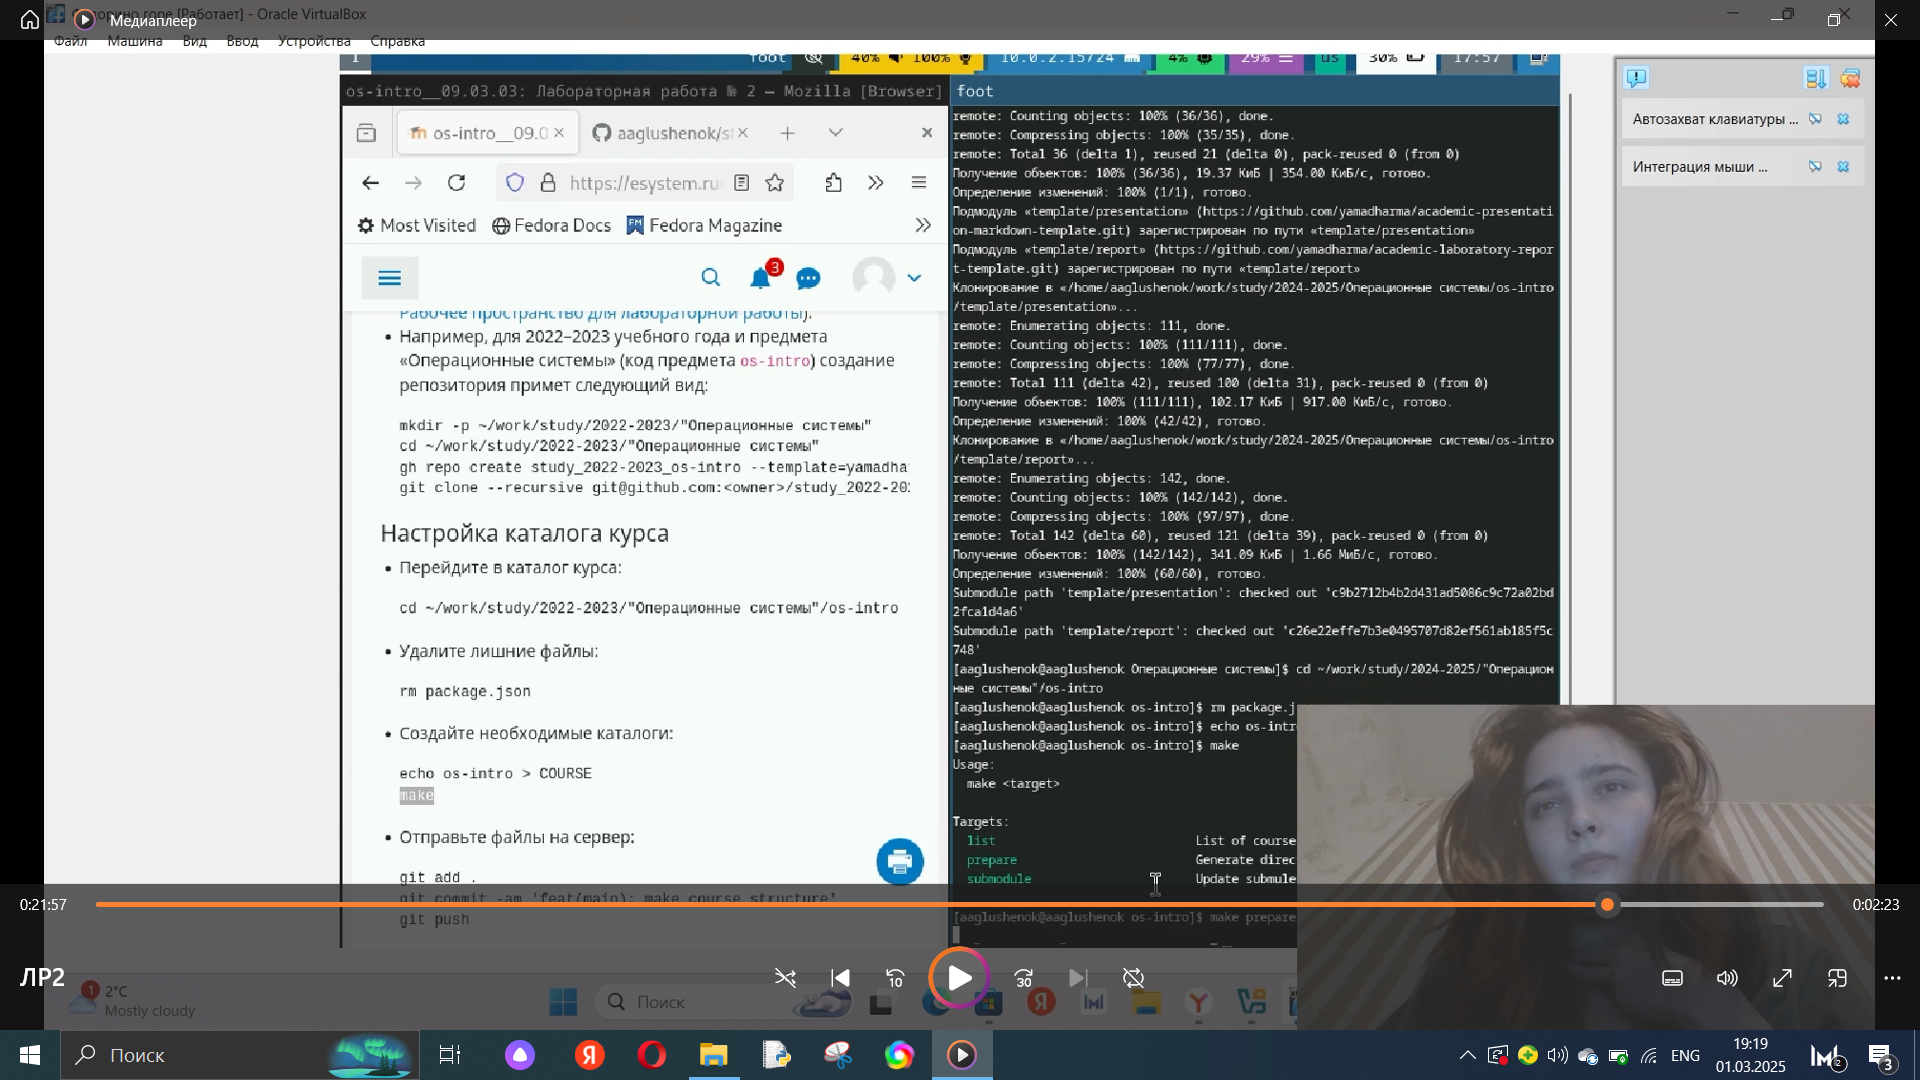 [Работает] - Oracle VirtualBox
Медиаплеер
Файл Машина Вид Ввод Устройства Справка
1 foot 40% 100% 10.0.2.15/24 4% 29% us 30% 17:57
os-intro__09.03.03: Лабораторная работа № 2 — Mozilla [Browser]
foot
os-intro__09.0
aaglushenok/st
https://esystem.ru
Most Visited Fedora Docs Fedora Magazine
3
Рабочее пространство для лабораторной работы).
• Например, для 2022–2023 учебного года и предмета
«Операционные системы» (код предмета os-intro) создание
репозитория примет следующий вид:
mkdir -p ~/work/study/2022-2023/"Операционные системы"
cd ~/work/study/2022-2023/"Операционные системы"
gh repo create study_2022-2023_os-intro --template=yamadha
git clone --recursive git@github.com:<owner>/study_2022-202
Настройка каталога курса
• Перейдите в каталог курса:
cd ~/work/study/2022-2023/"Операционные системы"/os-intro
• Удалите лишние файлы:
rm package.json
• Создайте необходимые каталоги:
echo os-intro > COURSE
make
• Отправьте файлы на сервер:
git add .
git commit -am 'feat(main): make course structure'
git push
remote: Counting objects: 100% (36/36), done.
remote: Compressing objects: 100% (35/35), done.
remote: Total 36 (delta 1), reused 21 (delta 0), pack-reused 0 (from 0)
Получение объектов: 100% (36/36), 19.37 КиБ | 354.00 КиБ/с, готово.
Определение изменений: 100% (1/1), готово.
Подмодуль «template/presentation» (https://github.com/yamadharma/academic-presentati
on-markdown-template.git) зарегистрирован по пути «template/presentation»
Подмодуль «template/report» (https://github.com/yamadharma/academic-laboratory-repor
t-template.git) зарегистрирован по пути «template/report»
Клонирование в «/home/aaglushenok/work/study/2024-2025/Операционные системы/os-intro
/template/presentation»...
remote: Enumerating objects: 111, done.
remote: Counting objects: 100% (111/111), done.
remote: Compressing objects: 100% (77/77), done.
remote: Total 111 (delta 42), reused 100 (delta 31), pack-reused 0 (from 0)
Получение объектов: 100% (111/111), 102.17 КиБ | 917.00 КиБ/с, готово.
Определение изменений: 100% (42/42), готово.
Клонирование в «/home/aaglushenok/work/study/2024-2025/Операционные системы/os-intro
/template/report»...
remote: Enumerating objects: 142, done.
remote: Counting objects: 100% (142/142), done.
remote: Compressing objects: 100% (97/97), done.
remote: Total 142 (delta 60), reused 121 (delta 39), pack-reused 0 (from 0)
Получение объектов: 100% (142/142), 341.09 КиБ | 1.66 МиБ/с, готово.
Определение изменений: 100% (60/60), готово.
Submodule path 'template/presentation': checked out 'c9b2712b4b2d431ad5086c9c72a02bd
2fca1d4a6'
Submodule path 'template/report': checked out 'c26e22effe7b3e0495707d82ef561ab185f5c
748'
[aaglushenok@aaglushenok Операционные системы]$ cd ~/work/study/2024-2025/"Операцион
ные системы"/os-intro
[aaglushenok@aaglushenok os-intro]$ rm package.j
[aaglushenok@aaglushenok os-intro]$ echo os-intr
[aaglushenok@aaglushenok os-intro]$ make
Usage:
make <target>
Targets:
list List of course
prepare Generate direc
submodule Update submule
[aaglushenok@aaglushenok os-intro]$ make prepare
Автозахват клавиатуры ...
Интеграция мыши ...
0:21:57
0:02:23
ЛР2
10 30
1 2°C
Mostly cloudy
Поиск
Поиск
ENG
19:19
01.03.2025
2
3